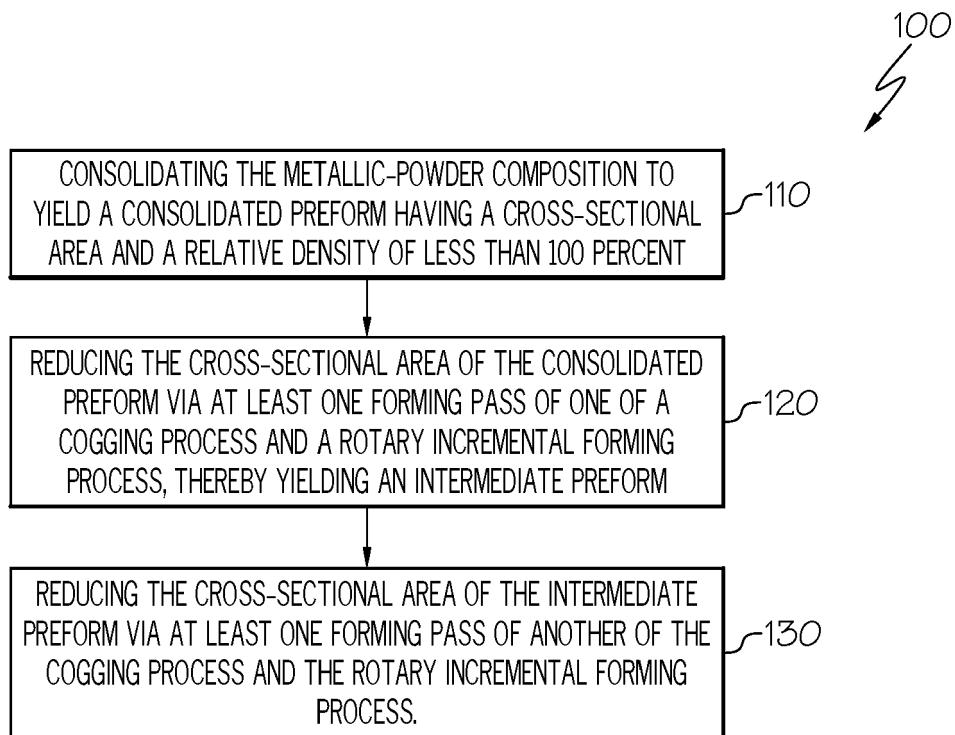 100
CONSOLIDATING THE METALLIC-POWDER COMPOSITION TO
YIELD A CONSOLIDATED PREFORM HAVING A CROSS-SECTIONAL
AREA AND A RELATIVE DENSITY OF LESS THAN 100 PERCENT
110
REDUCING THE CROSS-SECTIONAL AREA OF THE CONSOLIDATED
PREFORM VIA AT LEAST ONE FORMING PASS OF ONE OF A
COGGING PROCESS AND A ROTARY INCREMENTAL FORMING
PROCESS, THEREBY YIELDING AN INTERMEDIATE PREFORM
120
REDUCING THE CROSS-SECTIONAL AREA OF THE INTERMEDIATE
PREFORM VIA AT LEAST ONE FORMING PASS OF ANOTHER OF THE
COGGING PROCESS AND THE ROTARY INCREMENTAL FORMING
PROCESS.
130